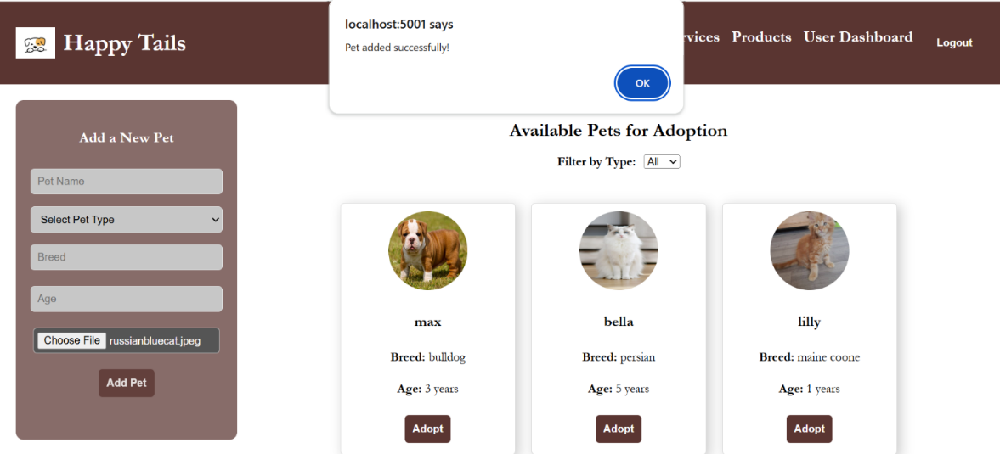 localhost:5001 says
Pet added successfully!
OK
Happy Tails
rvices Products User Dashboard Logout
Add a New Pet
Pet Name
Select Pet Type
Breed
Age
Choose File russianbluecat.jpeg
Add Pet
Available Pets for Adoption
Filter by Type: All
max
Breed: bulldog
Age: 3 years
Adopt
bella
Breed: persian
Age: 5 years
Adopt
lilly
Breed: maine coone
Age: 1 years
Adopt